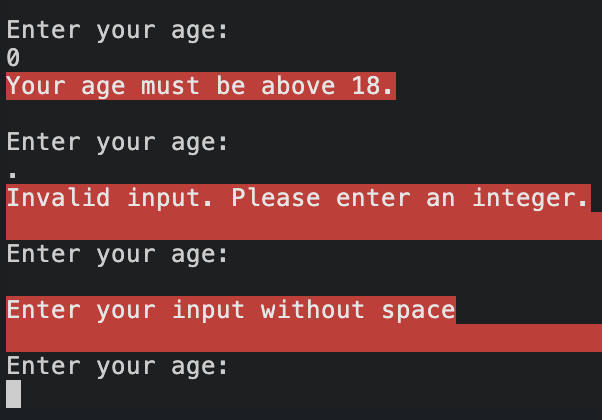 Enter your age:
0
Your age must be above 18.
Enter your age:
.
Invalid input. Please enter an integer.
Enter your age:
Enter your input without space
Enter your age: